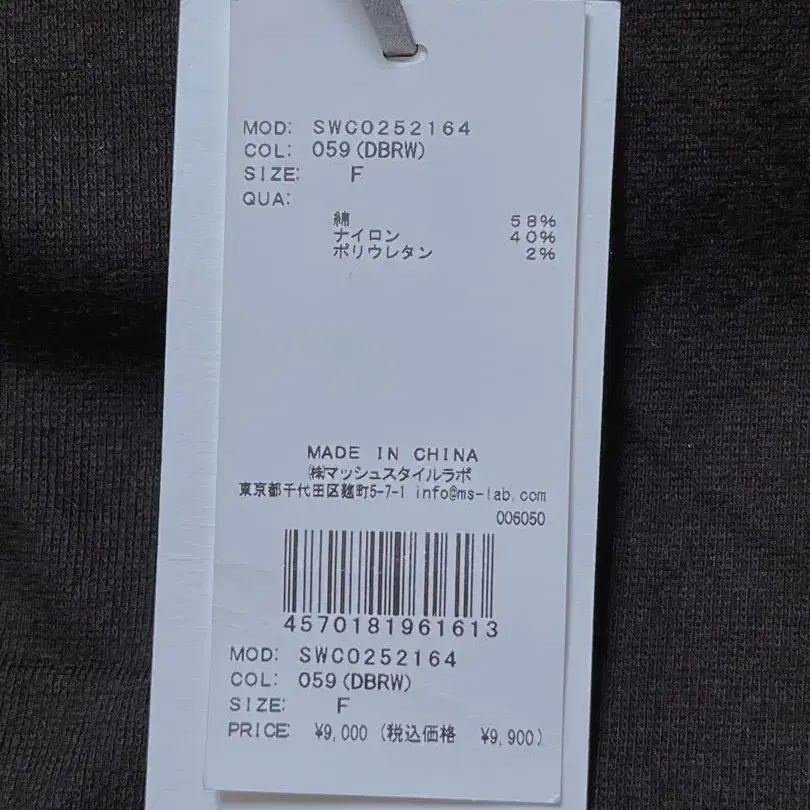 MOD: SWCO252164
COL: 059(DBRW)
SIZE: F
QUA:
綿 58%
ナイロン 40%
ポリウレタン 2%
MADE IN CHINA
㈱マッシュスタイルラボ
東京都千代田区麹町5-7-1 info@ms-lab.com
006050
4570181961613
MOD: SWCO252164
COL: 059(DBRW)
SIZE: F
PRICE: ¥9,000 (税込価格 ¥9,900)